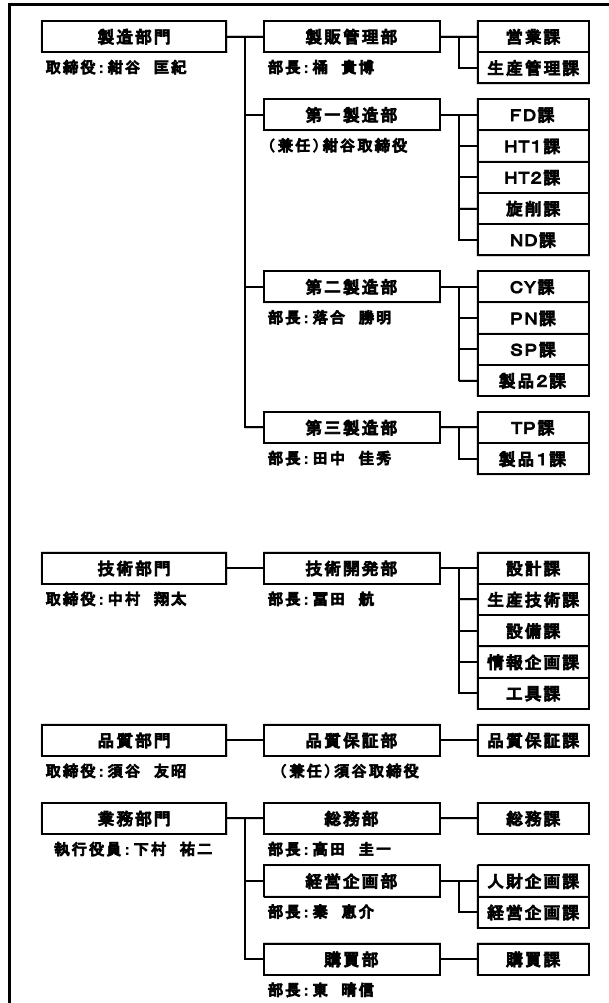 製造部門
取締役：紺谷 匡紀
製販管理部
部長：桶 貴博
営業課
生産管理課
第一製造部
（兼任）紺谷取締役
FD課
HT1課
HT2課
旋削課
ND課
第二製造部
部長：落合 勝明
CY課
PN課
SP課
製品2課
第三製造部
部長：田中 佳秀
TP課
製品1課
技術部門
取締役：中村 翔太
技術開発部
部長：冨田 航
設計課
生産技術課
設備課
情報企画課
工具課
品質部門
取締役：須谷 友昭
品質保証部
（兼任）須谷取締役
品質保証課
業務部門
執行役員：下村 祐二
総務部
部長：高田 圭一
総務課
経営企画部
部長：秦 恵介
人財企画課
経営企画課
購買部
部長：東 晴信
購買課